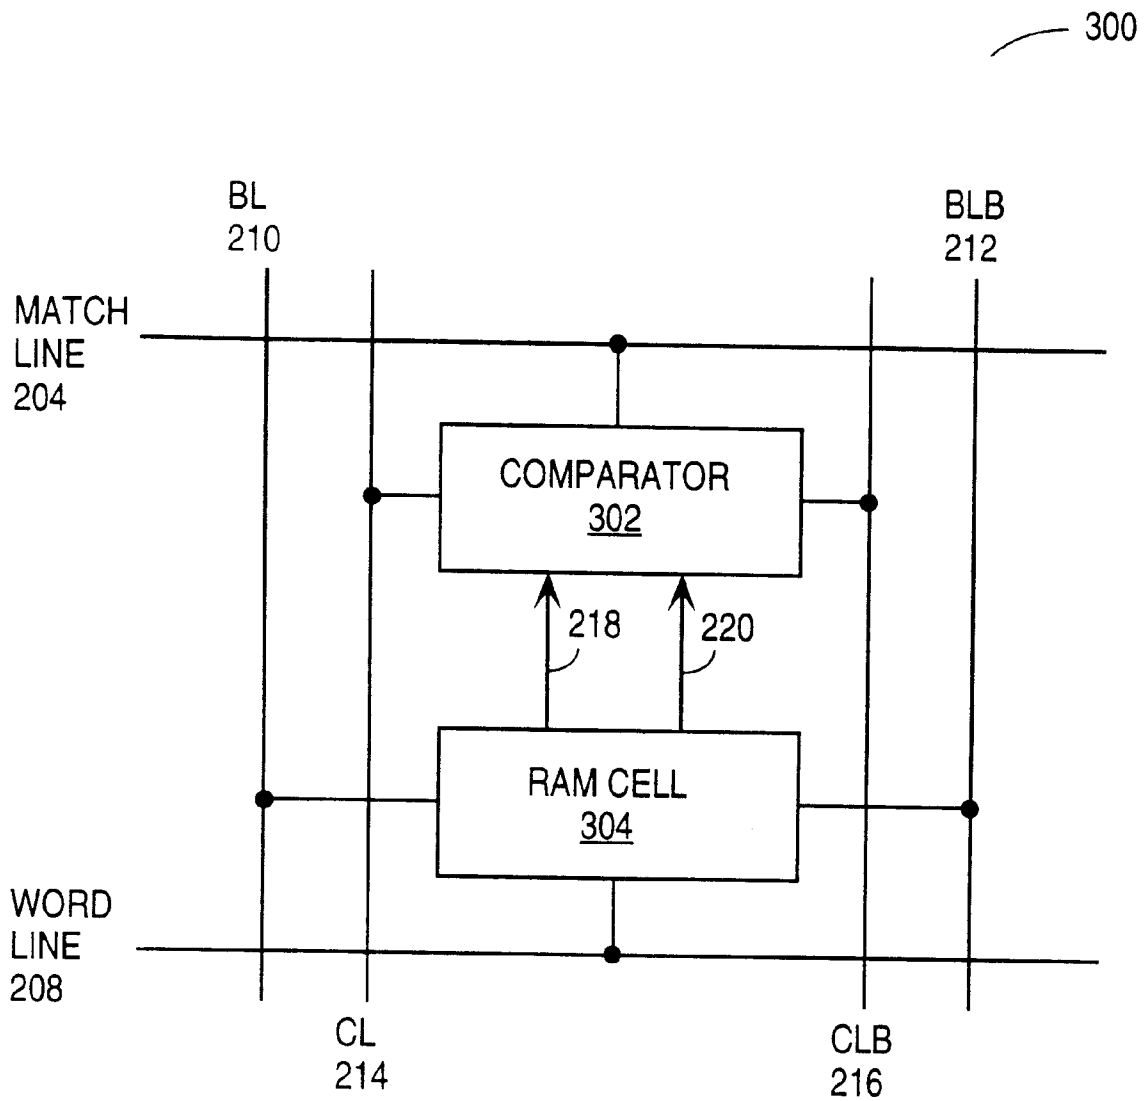 300
BL
210
BLB
212
MATCH
LINE
204
COMPARATOR
302
218
220
RAM CELL
304
WORD
LINE
208
CL
214
CLB
216